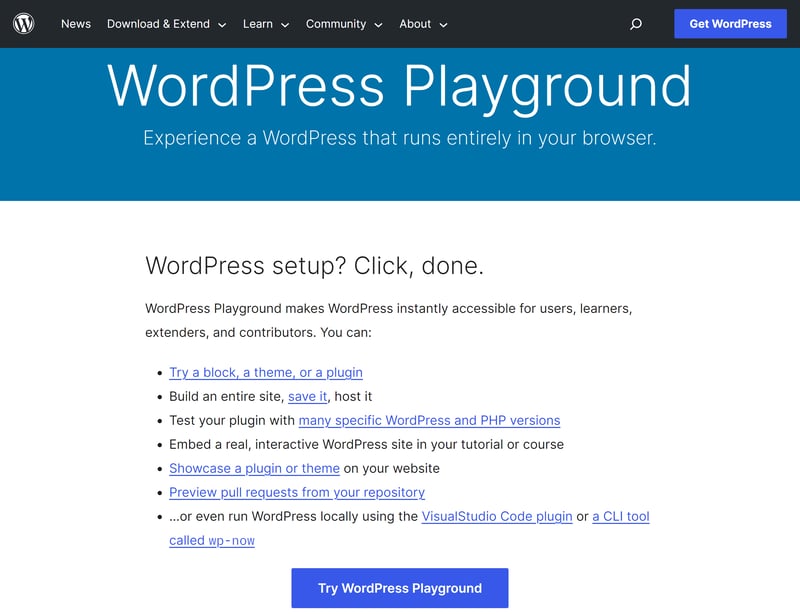 News Download & Extend Learn Community About Get WordPress
WordPress Playground
Experience a WordPress that runs entirely in your browser.
WordPress setup? Click, done.
WordPress Playground makes WordPress instantly accessible for users, learners,
extenders, and contributors. You can:
Try a block, a theme, or a plugin
Build an entire site, save it, host it
Test your plugin with many specific WordPress and PHP versions
Embed a real, interactive WordPress site in your tutorial or course
Showcase a plugin or theme on your website
Preview pull requests from your repository
…or even run WordPress locally using the VisualStudio Code plugin or a CLI tool
called wp-now
Try WordPress Playground